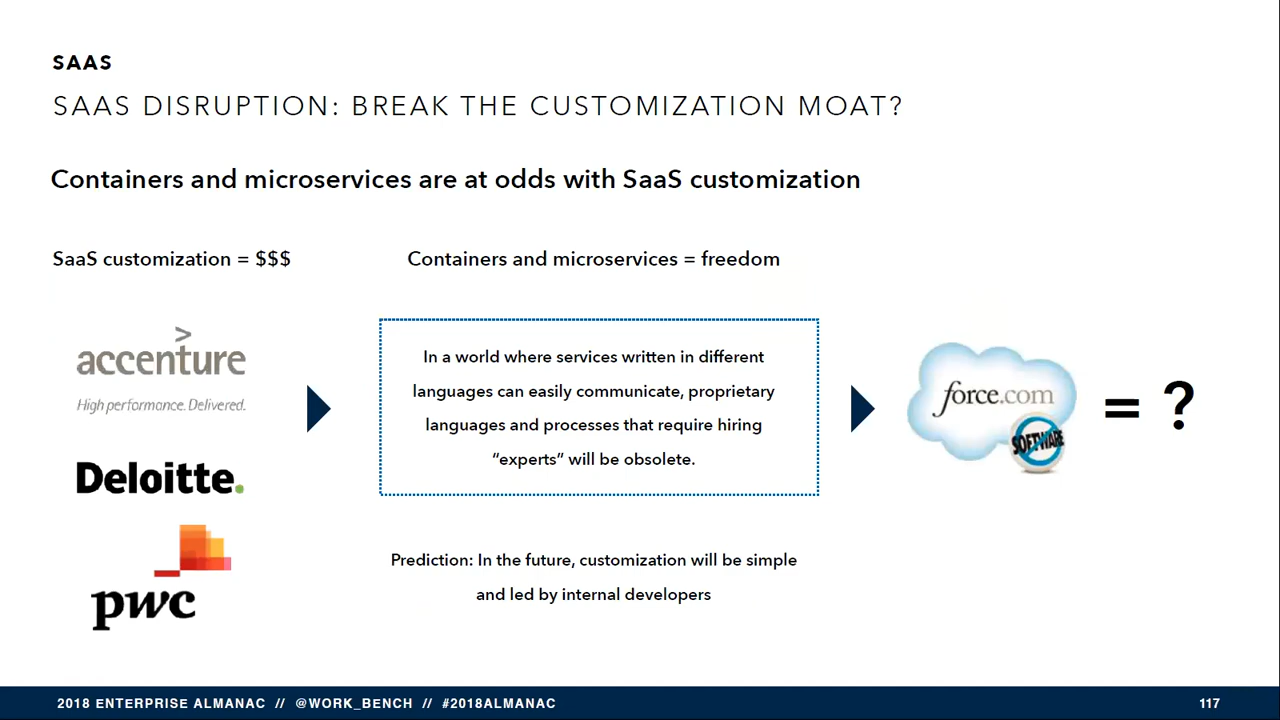 SAAS
SAAS DISRUPTION: BREAK THE CUSTOMIZATION MOAT?
Containers and microservices are at odds with SaaS customization
SaaS customization = $$$
accenture
High performance. Delivered.
Deloitte.
pwc
Containers and microservices = freedom
In a world where services written in different
languages can easily communicate, proprietary
languages and processes that require hiring
“experts” will be obsolete.
Prediction: In the future, customization will be simple
and led by internal developers
force.com
SOFTWARE
= ?
2018 ENTERPRISE ALMANAC // @WORK_BENCH // #2018ALMANAC
117